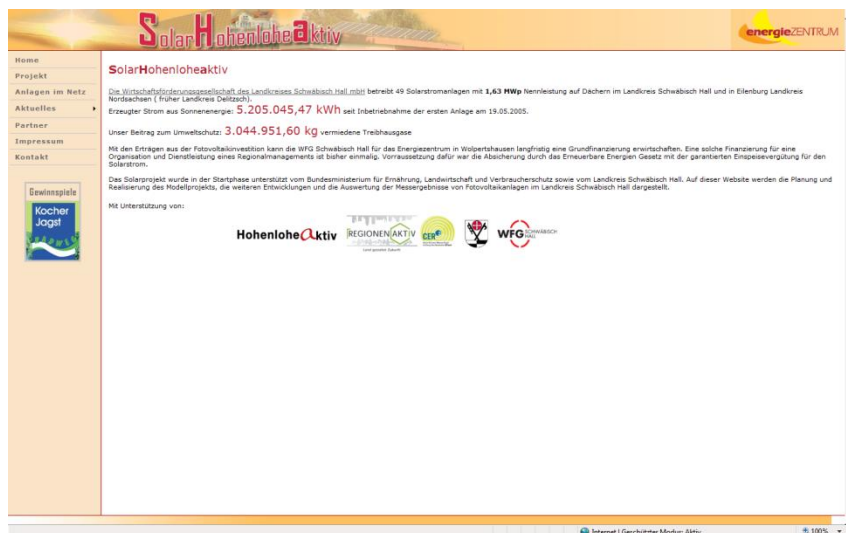 SolarHohenloheaktiv
energieZENTRUM
Home
Projekt
Anlagen im Netz
Aktuelles
Partner
Impressum
Kontakt
Gewinnspiele
Kocher
Jagst
SolarHohenloheaktiv
Die Wirtschaftsförderungsgesellschaft des Landkreises Schwäbisch Hall mbH betreibt 49 Solarstromanlagen mit 1,63 MWp Nennleistung auf Dächern im Landkreis Schwäbisch Hall und in Eilenburg Landkreis
Nordsachsen ( früher Landkreis Delitzsch).
Erzeugter Strom aus Sonnenenergie: 5.205.045,47 kWh seit Inbetriebnahme der ersten Anlage am 19.05.2005.
Unser Beitrag zum Umweltschutz: 3.044.951,60 kg vermiedene Treibhausgase
Mit den Erträgen aus der Fotovoltaikinvestition kann die WFG Schwäbisch Hall für das Energiezentrum in Wolpertshausen langfristig eine Grundfinanzierung erwirtschaften. Eine solche Finanzierung für eine
Organisation und Dienstleistung eines Regionalmanagements ist bisher einmalig. Vorraussetzung dafür war die Absicherung durch das Erneuerbare Energien Gesetz mit der garantierten Einspeisevergütung für den
Solarstrom.
Das Solarprojekt wurde in der Startphase unterstützt vom Bundesministerium für Ernährung, Landwirtschaft und Verbraucherschutz sowie vom Landkreis Schwäbisch Hall. Auf dieser Website werden die Planung und
Realisierung des Modellprojekts, die weiteren Entwicklungen und die Auswertung der Messergebnisse von Fotovoltaikanlagen im Landkreis Schwäbisch Hall dargestellt.
Mit Unterstützung von:
Hohenlohe aktiv
REGIONEN AKTIV
Land gestaltet Zukunft
CER
WFG SCHWÄBISCH
HALL
Internet | Geschützter Modus: Aktiv
100%